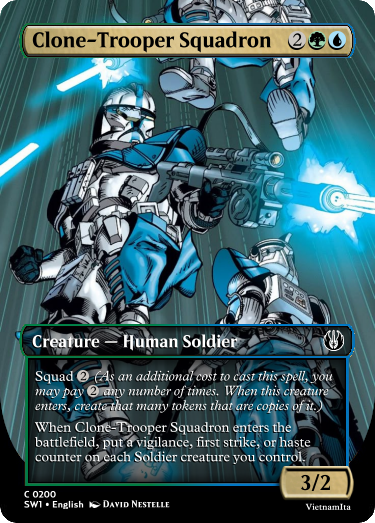 Clone-Trooper Squadron 2
Creature — Human Soldier
Squad 2 (As an additional cost to cast this spell, you
may pay 2 any number of times. When this creature
enters, create that many tokens that are copies of it.)
When Clone-Trooper Squadron enters the
battlefield, put a vigilance, first strike, or haste
counter on each Soldier creature you control.
3/2
C 0200
SW1 • English DAVID NESTELLE
VietnamIta